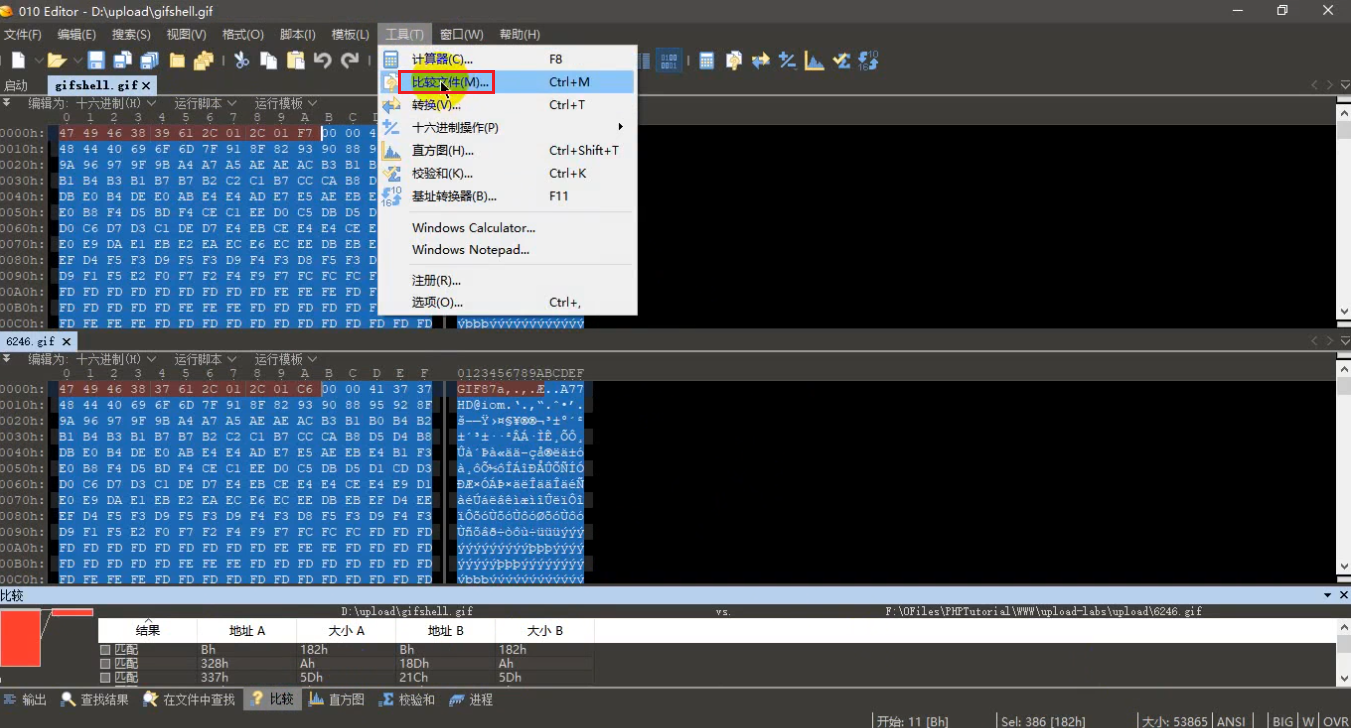 010 Editor - D:\upload\gifshell.gif
文件(F) 编辑(E) 搜索(S) 视图(V) 格式(O) 脚本(I) 模板(L) 工具(T) 窗口(W) 帮助(H)
计算器(C)... F8
比较文件(M)... Ctrl+M
转换(V)... Ctrl+T
十六进制操作(P)
直方图(H)... Ctrl+Shift+T
校验和(K)... Ctrl+K
基址转换器(B)... F11
Windows Calculator...
Windows Notepad...
注册(R)...
选项(O)... Ctrl+,
启动 gifshell.gif
编辑为: 十六进制(H) 运行脚本 运行模板
0 1 2 3 4 5 6 7 8 9 A B C
0000h: 47 49 46 38 39 61 2C 01 2C 01 F7 00 00 4
0010h: 48 44 40 69 6F 6D 7F 91 8F 82 93 90 88 9
0020h: 9A 96 97 9F 9B A4 A7 A5 AE AE AC B3 B1 B
0030h: B1 B4 B3 B1 B7 B7 B2 C2 C1 B7 CC CA B8 D
0040h: DB E0 B4 DE E0 AB E4 E4 AD E7 E5 AE EB E
0050h: E0 B8 F4 D5 BD F4 CE C1 EE D0 C5 DB D5 D
0060h: D0 C6 D7 D3 C1 DE D7 E4 EB CE E4 E4 CE E
0070h: E0 E9 DA E1 EB E2 EA EC E6 EC EE DB EB E
0080h: EF D4 F5 F3 D9 F5 F3 D9 F4 F3 D8 F5 F3 D
0090h: D9 F1 F5 E2 F0 F7 F2 F4 F9 F7 FC FC FC F
00A0h: FD FD FD FD FD FD FD FD FD FE FE FE FD F
00B0h: FD FD FD FD FD FE FE FE FD FD FD FD FD F
00C0h: FD FE FE FE FD FD FD FD FD FD FD FD FD FD FD FD ýþþþýýýýýýýýýýýý
6246.gif
编辑为: 十六进制(H) 运行脚本 运行模板
0 1 2 3 4 5 6 7 8 9 A B C D E F 0123456789ABCDEF
0000h: 47 49 46 38 37 61 2C 01 2C 01 C6 00 00 41 37 37 GIF87a,.,.Æ..A77
0010h: 48 44 40 69 6F 6D 7F 91 8F 82 93 90 88 95 92 8F HD@iom
0020h: 9A 96 97 9F 9B A4 A7 A5 AE AE AC B3 B1 B0 B4 B2
0030h: B1 B4 B3 B1 B7 B7 B2 C2 C1 B7 CC CA B8 D5 D4 B8
0040h: DB E0 B4 DE E0 AB E4 E4 AD E7 E5 AE EB E4 B1 F3
0050h: E0 B8 F4 D5 BD F4 CE C1 EE D0 C5 DB D5 D1 CD D3
0060h: D0 C6 D7 D3 C1 DE D7 E4 EB CE E4 E4 CE E4 E9 D1
0070h: E0 E9 DA E1 EB E2 EA EC E6 EC EE DB EB EF D4 EE
0080h: EF D4 F5 F3 D9 F5 F3 D9 F4 F3 D8 F5 F3 D9 F4 F3
0090h: D9 F1 F5 E2 F0 F7 F2 F4 F9 F7 FC FC FC FD FD FD
00A0h: FD FD FD FD FD FD FD FD FE FE FE FD FD FD FD FD ýýýýýýýýþþþýýýýý
00B0h: FD FD FD FD FD FE FE FE FD FD FD FD FD FD FD FD ýýýýýþþþýýýýýýýý
00C0h: FD FE FE FE FD FD FD FD FD FD FD FD FD FD FD FD ýþþþýýýýýýýýýýýý
比较
D:\upload\gifshell.gif vs. F:\OFiles\PHPTutorial\WWW\upload-labs\upload\6246.gif
结果 地址 A 大小 A 地址 B 大小 B
匹配 Bh 182h Bh 182h
匹配 328h Ah 18Dh Ah
匹配 337h 5Dh 21Ch 5Dh
输出 查找结果 在文件中查找 比较 直方图 校验和 进程
开始: 11 [Bh] Sel: 386 [182h] 大小: 53865 ANSI BIG W OVR